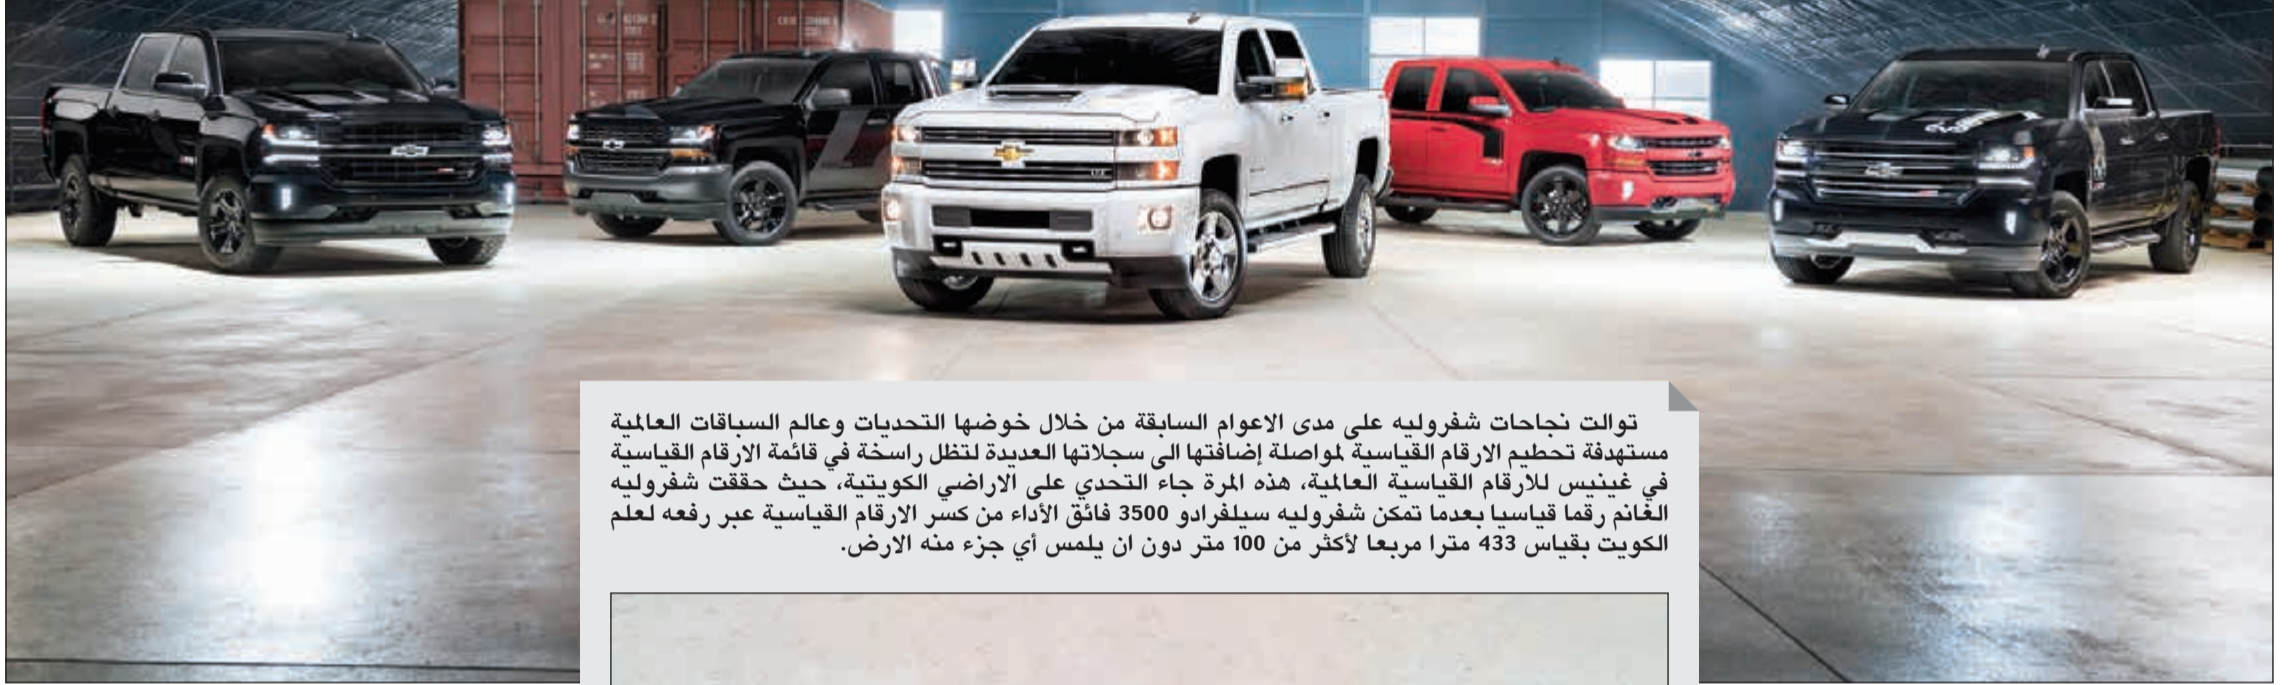 توالت نجاحات شفروليه على مدى الاعوام السابقة من خلال خوضها التحديات وعالم السباقات العالمية
مستهدفة تحطيم الارقام القياسية لمواصلة إضافتها الى سجلاتها العديدة لتظل راسخة في قائمة الارقام القياسية
في غينيس للارقام القياسية العالمية، هذه المرة جاء التحدي على الاراضي الكويتية، حيث حققت شفروليه
الغانم رقما قياسيا بعدما تمكن شفروليه سيلفرادو 3500 فائق الأداء من كسر الارقام القياسية عبر رفعه لعلم
الكويت بقياس 433 مترا مربعا لأكثر من 100 متر دون ان يلمس أي جزء منه الارض.